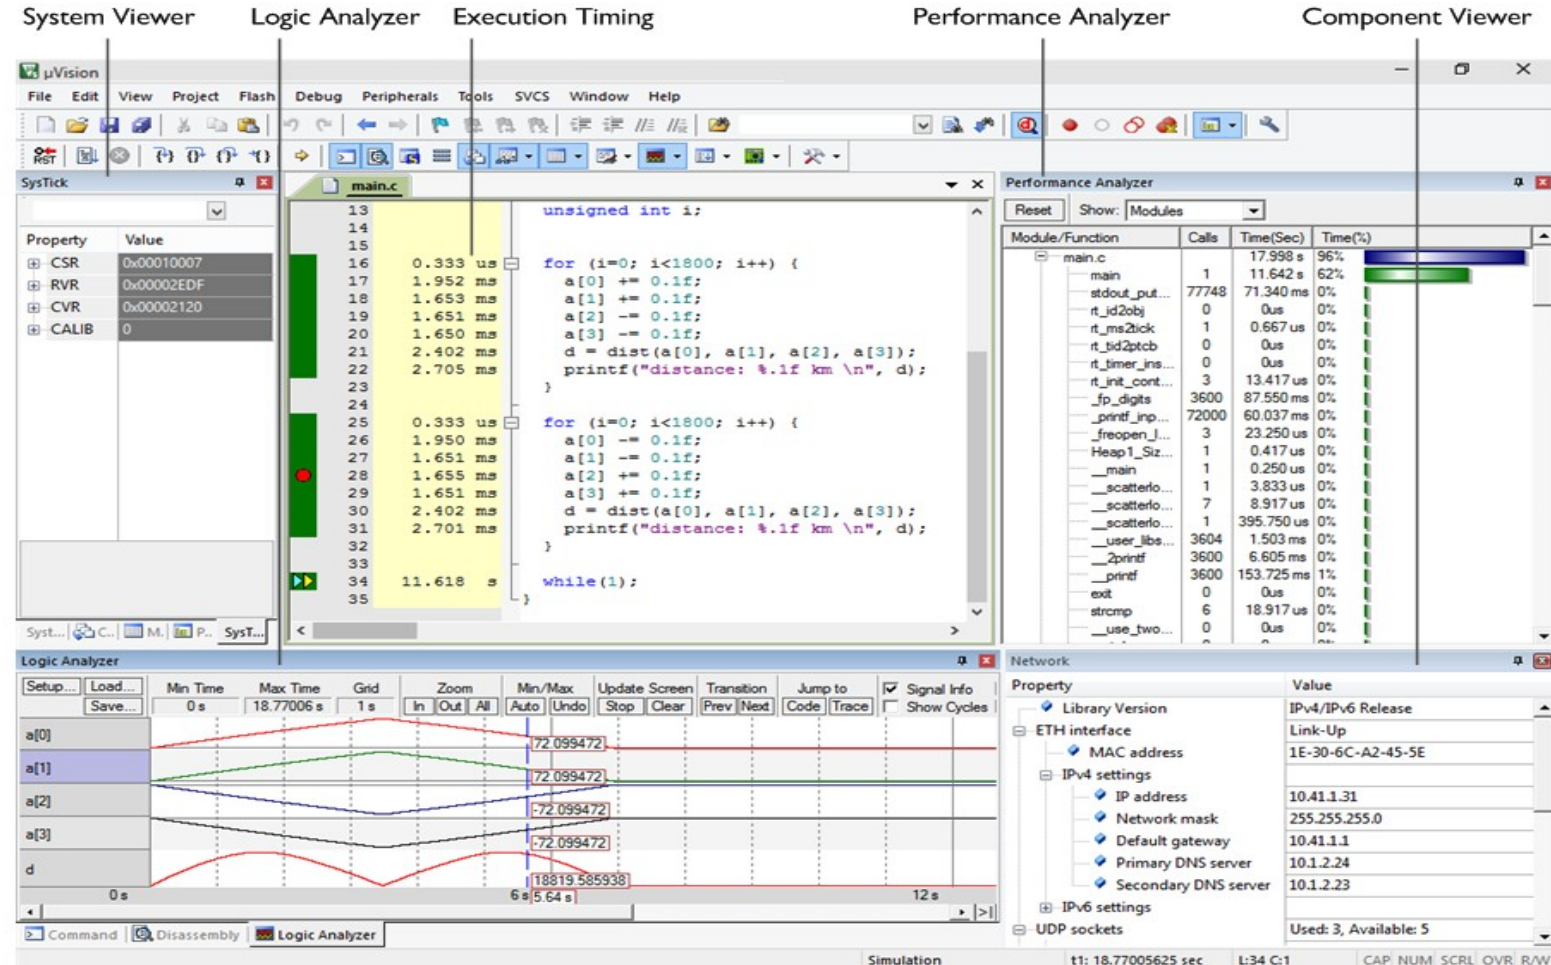 System Viewer Logic Analyzer Execution Timing Performance Analyzer Component Viewer
µVision
File Edit View Project Flash Debug Peripherals Tools SVCS Window Help
RST
SysTick
Property Value
CSR 0x00010007
RVR 0x00002EDF
CVR 0x00002120
CALIB 0
Syst... C.. M. P.. SysT...
main.c
13 unsigned int i;
14
15
16 0.333 us for (i=0; i<1800; i++) {
17 1.952 ms a[0] += 0.1f;
18 1.653 ms a[1] += 0.1f;
19 1.651 ms a[2] -= 0.1f;
20 1.650 ms a[3] -= 0.1f;
21 2.402 ms d = dist(a[0], a[1], a[2], a[3]);
22 2.705 ms printf("distance: %.1f km \n", d);
23 }
24
25 0.333 us for (i=0; i<1800; i++) {
26 1.950 ms a[0] -= 0.1f;
27 1.651 ms a[1] -= 0.1f;
28 1.655 ms a[2] += 0.1f;
29 1.651 ms a[3] += 0.1f;
30 2.402 ms d = dist(a[0], a[1], a[2], a[3]);
31 2.701 ms printf("distance: %.1f km \n", d);
32 }
33
34 11.618 s while(1);
35 }
Performance Analyzer
Reset Show: Modules
Module/Function Calls Time(Sec) Time(%)
main.c 17.998 s 96%
main 1 11.642 s 62%
stdout_put... 77748 71.340 ms 0%
rt_id2obj 0 0us 0%
rt_ms2tick 1 0.667 us 0%
rt_tid2ptcb 0 0us 0%
rt_timer_ins... 0 0us 0%
rt_init_cont... 3 13.417 us 0%
_fp_digits 3600 87.550 ms 0%
_printf_inp... 72000 60.037 ms 0%
_freopen_l... 3 23.250 us 0%
Heap1_Siz... 1 0.417 us 0%
__main 1 0.250 us 0%
__scatterlo... 1 3.833 us 0%
__scatterlo... 7 8.917 us 0%
__scatterlo... 1 395.750 us 0%
__user_libs... 3604 1.503 ms 0%
__2printf 3600 6.605 ms 0%
__printf 3600 153.725 ms 1%
exit 0 0us 0%
strcmp 6 18.917 us 0%
__use_two... 0 0us 0%
Logic Analyzer
Setup... Load... Min Time Max Time Grid Zoom Min/Max Update Screen Transition Jump to Signal Info
Save... 0 s 18.77006 s 1 s In Out All Auto Undo Stop Clear Prev Next Code Trace Show Cycles
a[0] 72.099472
a[1] 72.099472
a[2] -72.099472
a[3] -72.099472
d 18819.585938
0 s 6 s 5.64 s 12 s
Command Disassembly Logic Analyzer
Network
Property Value
Library Version IPv4/IPv6 Release
ETH interface Link-Up
MAC address 1E-30-6C-A2-45-5E
IPv4 settings
IP address 10.41.1.31
Network mask 255.255.255.0
Default gateway 10.41.1.1
Primary DNS server 10.1.2.24
Secondary DNS server 10.1.2.23
IPv6 settings
UDP sockets Used: 3, Available: 5
Simulation t1: 18.77005625 sec L:34 C:1 CAP NUM SCRL OVR R/W